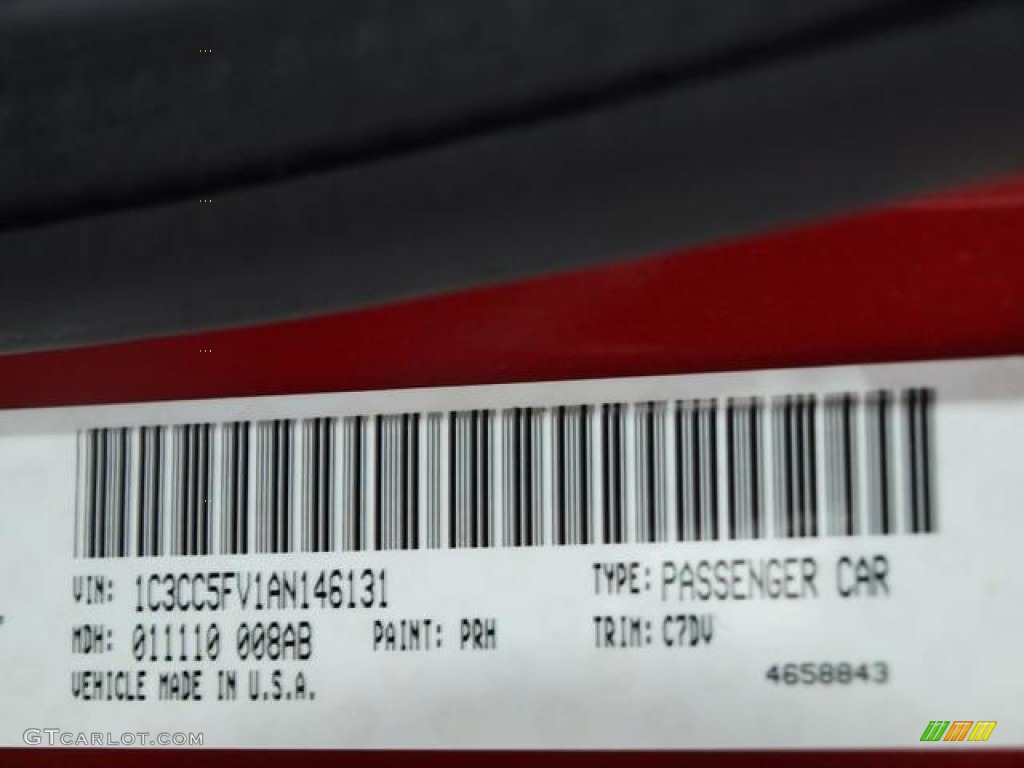 VIN: 1C3CC5FV1AN146131 TYPE: PASSENGER CAR
MDH: 011110 008AB PAINT: PRH TRIM: C7DV
VEHICLE MADE IN U.S.A. 4658843
GTCARLOT.COM